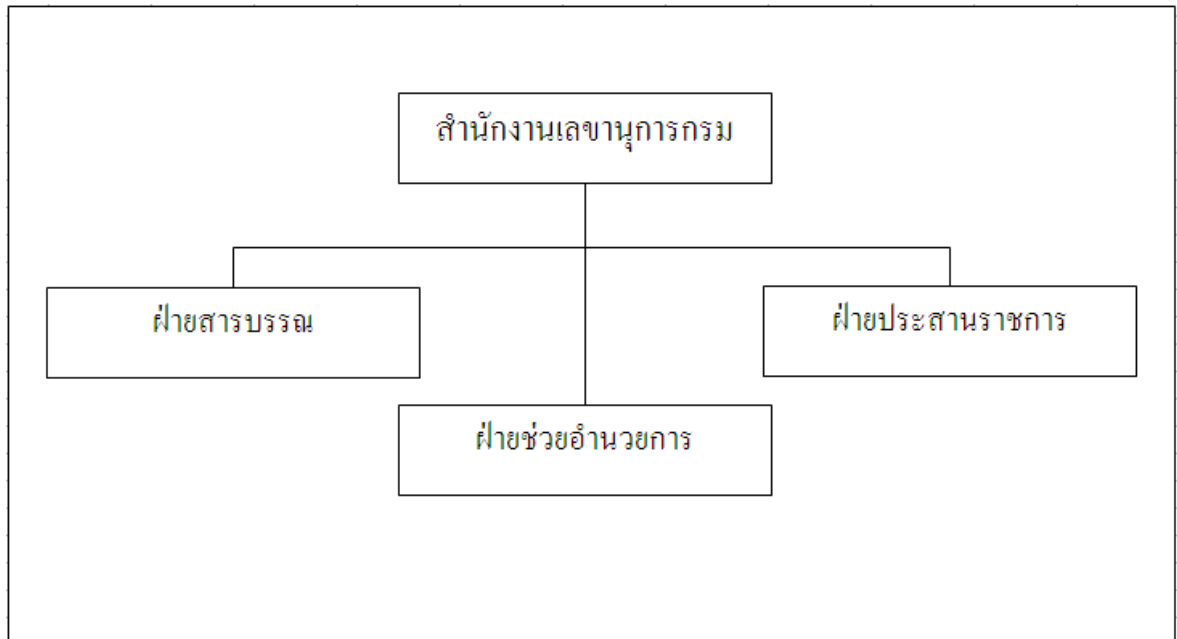 สำนักงานเลขานุการกรม
ฝ่ายสารบรรณ
ฝ่ายประสานราชการ
ฝ่ายช่วยอำนวยการ